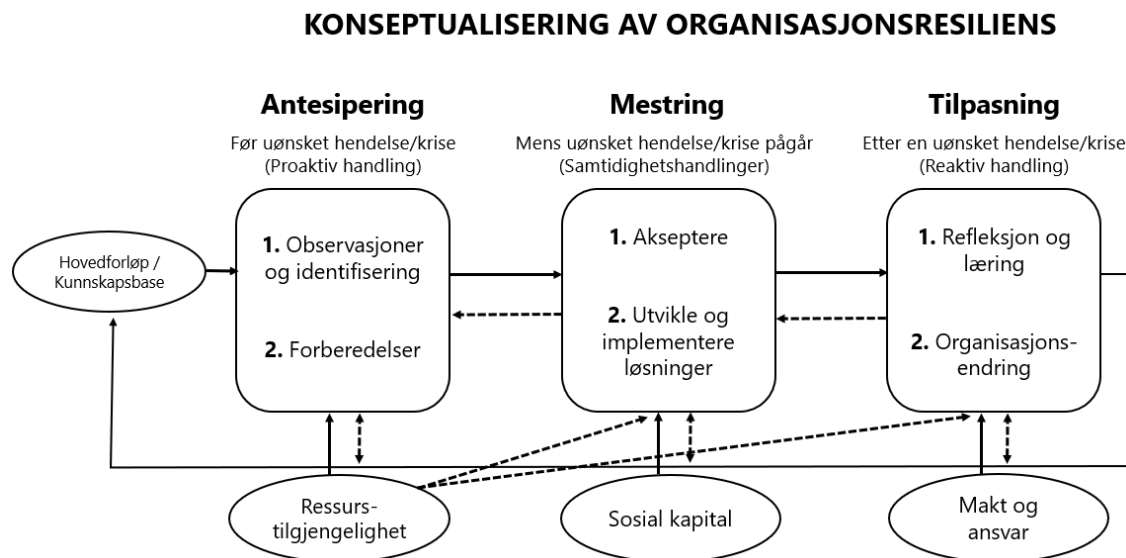 KONSEPTUALISERING AV ORGANISASJONSRESILIENS
Antesipering
Før uønsket hendelse/krise
(Proaktiv handling)
Mestring
Mens uønsket hendelse/krise pågår
(Samtidighetshandlinger)
Tilpasning
Etter en uønsket hendelse/krise
(Reaktiv handling)
Hovedforløp /
Kunnskapsbase
1. Observasjoner
og identifisering
2. Forberedelser
1. Akseptere
2. Utvikle og
implementere
løsninger
1. Refleksjon og
læring
2. Organisasjons-
endring
Ressurs-
tilgjengelighet
Sosial kapital
Makt og
ansvar